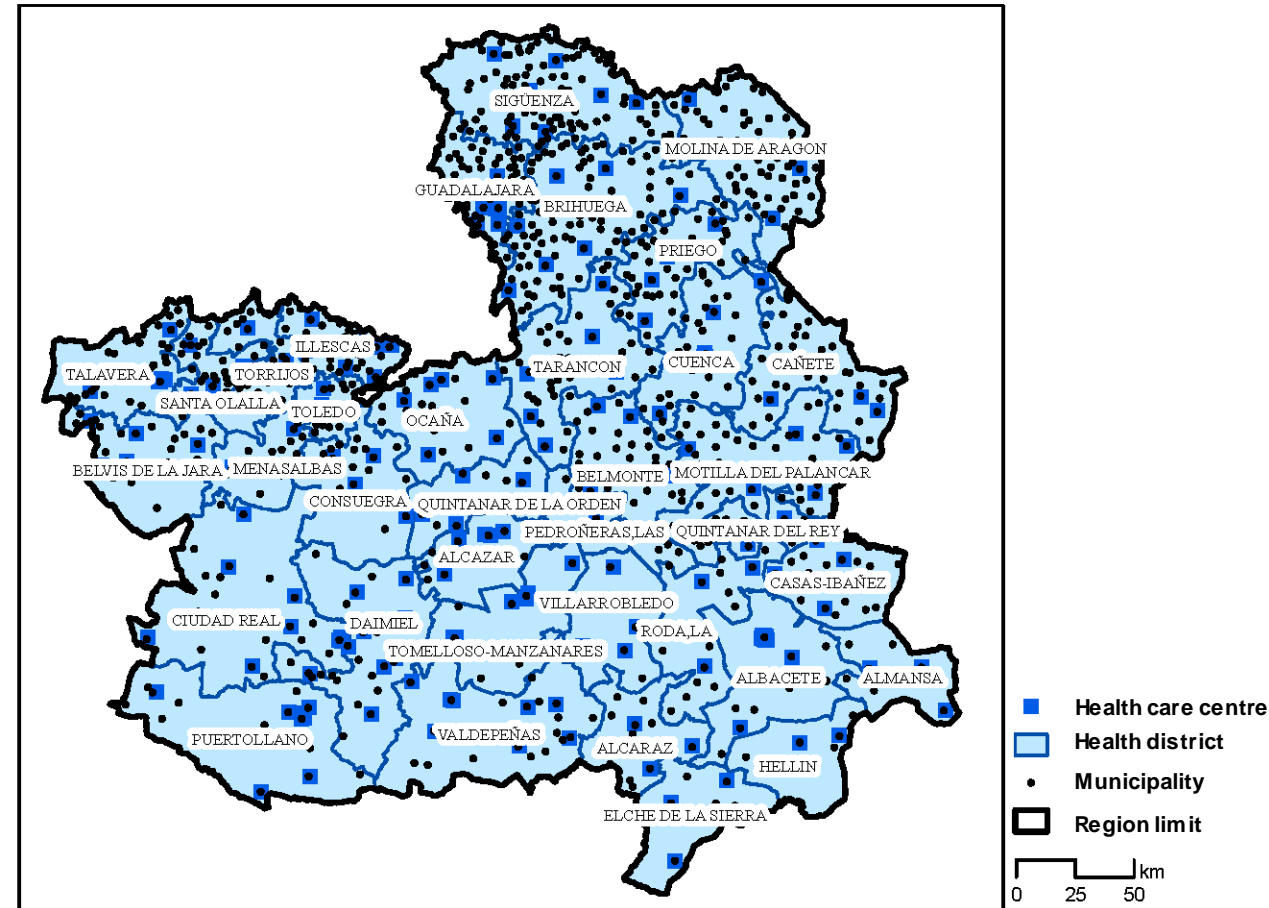 SIGÜENZA
MOLINA DE ARAGON
GUADALAJARA
BRIHUEGA
PRIEGO
ILLESCAS
TALAVERA
TORRIJOS
TARANCON
CUENCA
CAÑETE
SANTA OLALLA
TOLEDO
OCAÑA
BELVIS DE LA JARA
MENASALBAS
BELMONTE
MOTILLA DEL PALANCAR
CONSUEGRA
QUINTANAR DE LA ORDEN
PEDROÑERAS,LAS
QUINTANAR DEL REY
ALCAZAR
CASAS-IBAÑEZ
VILLARROBLEDO
CIUDAD REAL
DAIMIEL
RODA,LA
TOMELLOSO-MANZANARES
ALBACETE
ALMANSA
PUERTOLLANO
VALDEPEÑAS
ALCARAZ
HELLIN
ELCHE DE LA SIERRA
Health care centre
Health district
Municipality
Region limit
km
0 25 50